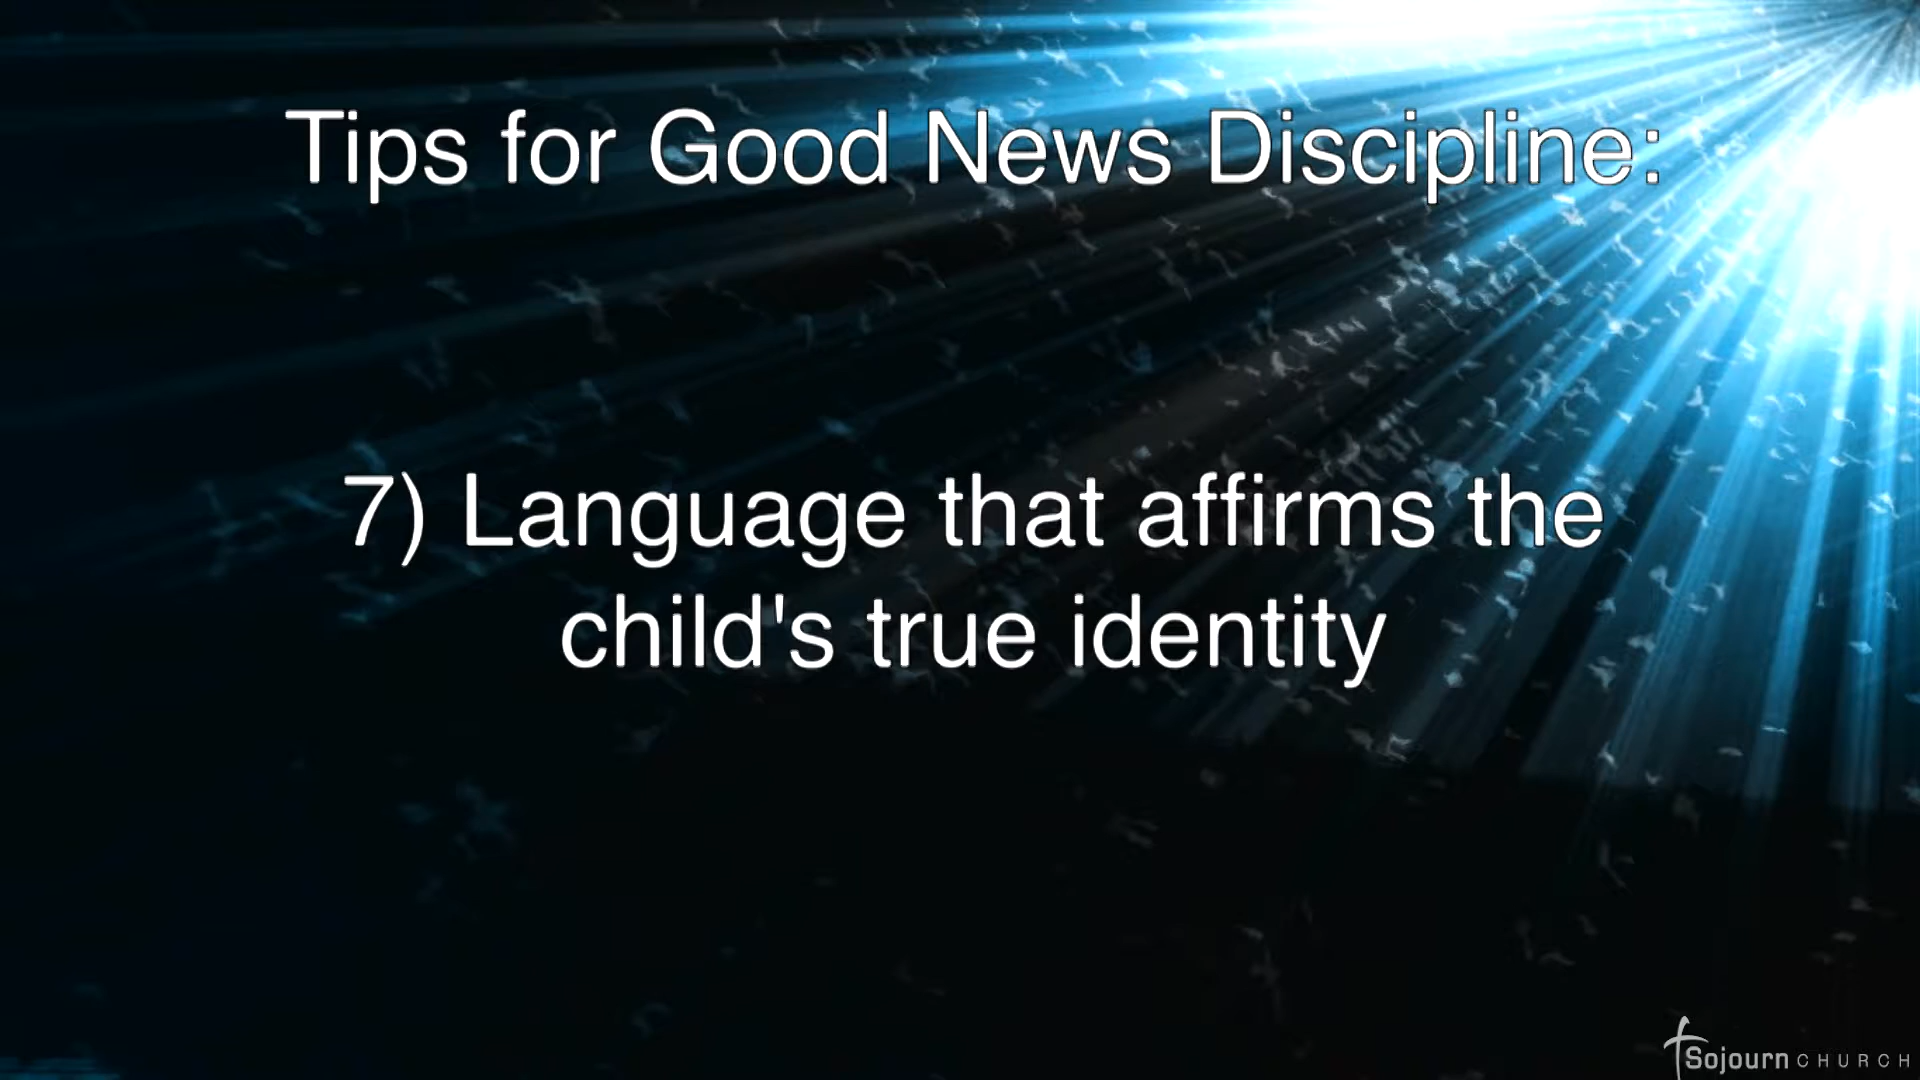 Tips for Good News Discipline:
7) Language that affirms the
child's true identity
Sojourn CHURCH